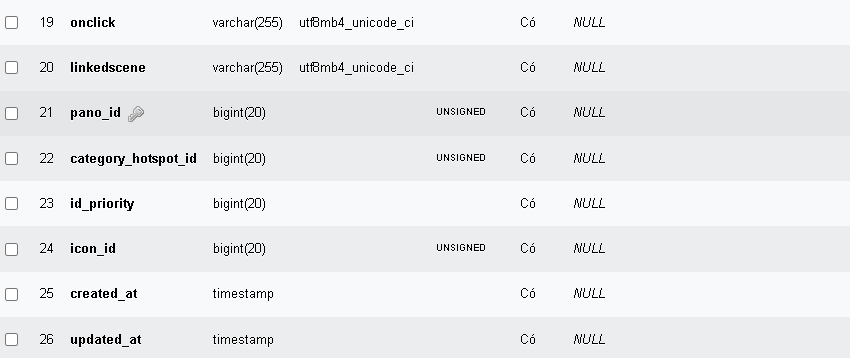 19 onclick varchar(255) utf8mb4_unicode_ci Có NULL
20 linkedscene varchar(255) utf8mb4_unicode_ci Có NULL
21 pano_id bigint(20) UNSIGNED Có NULL
22 category_hotspot_id bigint(20) UNSIGNED Có NULL
23 id_priority bigint(20) Có NULL
24 icon_id bigint(20) UNSIGNED Có NULL
25 created_at timestamp Có NULL
26 updated_at timestamp Có NULL